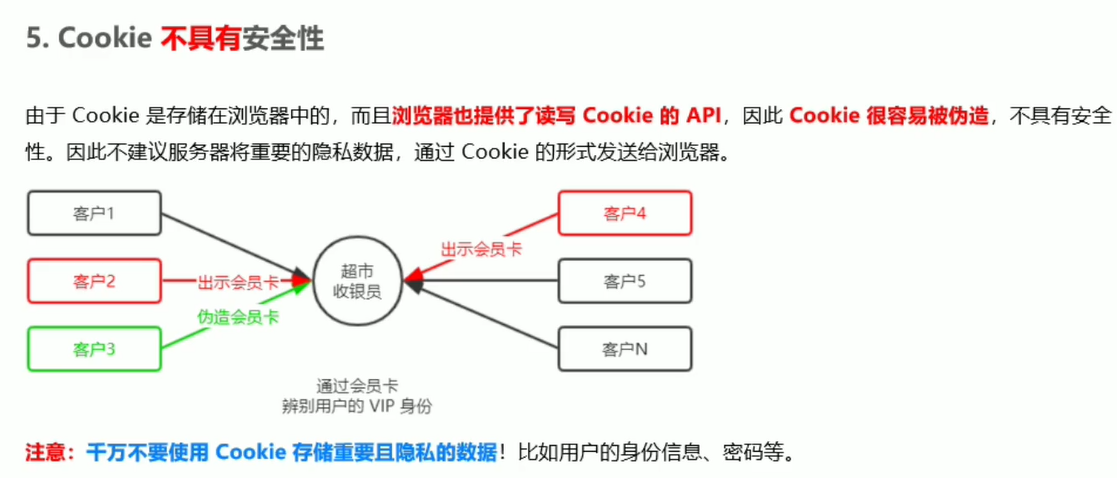 5. Cookie 不具有安全性
由于 Cookie 是存储在浏览器中的，而且浏览器也提供了读写 Cookie 的 API，因此 Cookie 很容易被伪造，不具有安全
性。因此不建议服务器将重要的隐私数据，通过 Cookie 的形式发送给浏览器。
客户1
客户4
出示会员卡
客户2
出示会员卡
超市
收银员
客户5
伪造会员卡
客户3
客户N
通过会员卡
辨别用户的 VIP 身份
注意：千万不要使用 Cookie 存储重要且隐私的数据！比如用户的身份信息、密码等。